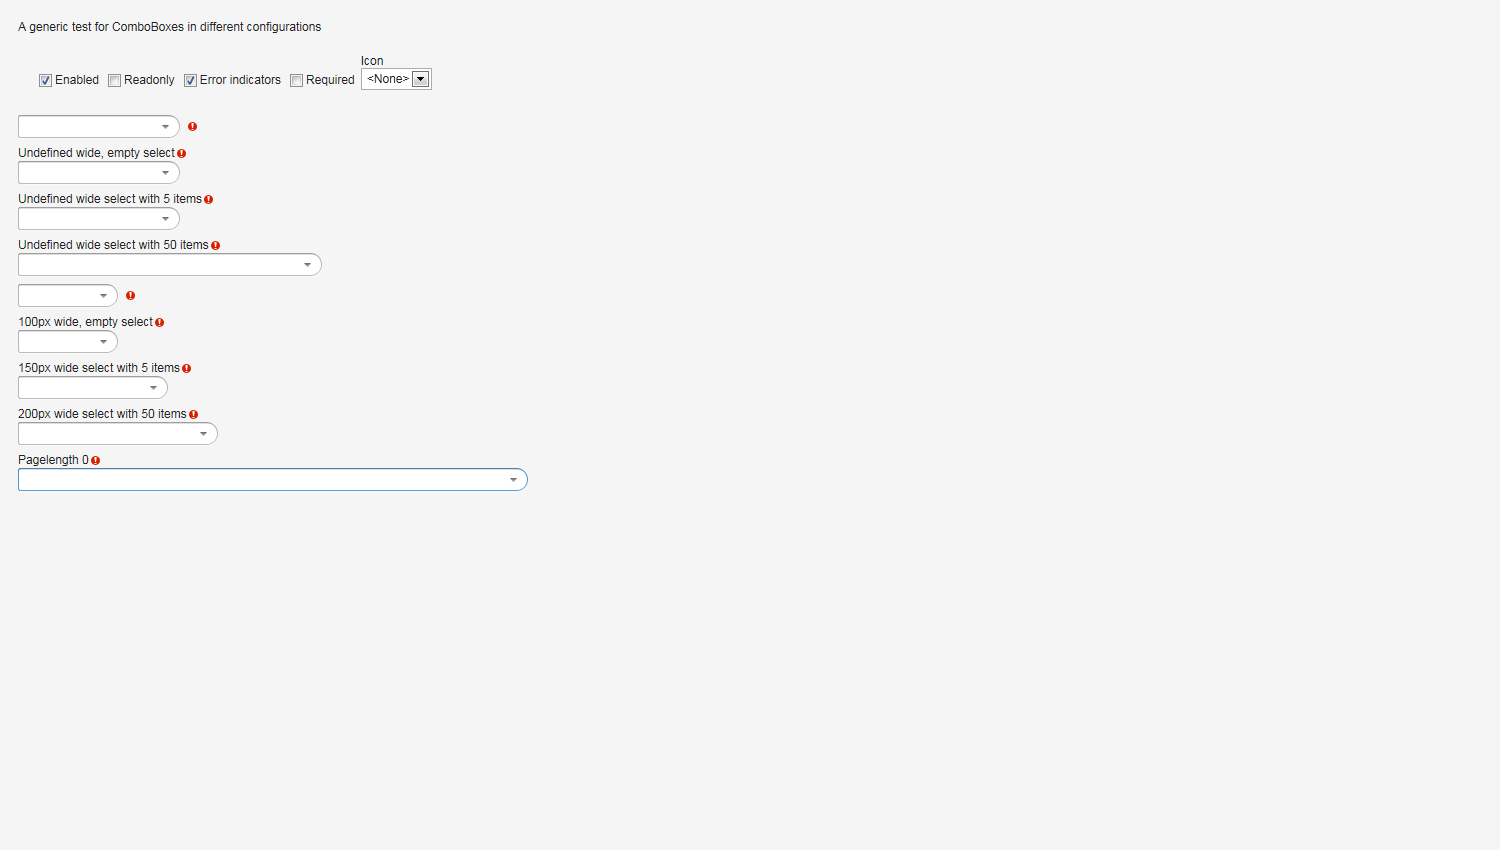 A generic test for ComboBoxes in different configurations
Icon
Enabled Readonly Error indicators Required <None>
Undefined wide, empty select
Undefined wide select with 5 items
Undefined wide select with 50 items
100px wide, empty select
150px wide select with 5 items
200px wide select with 50 items
Pagelength 0